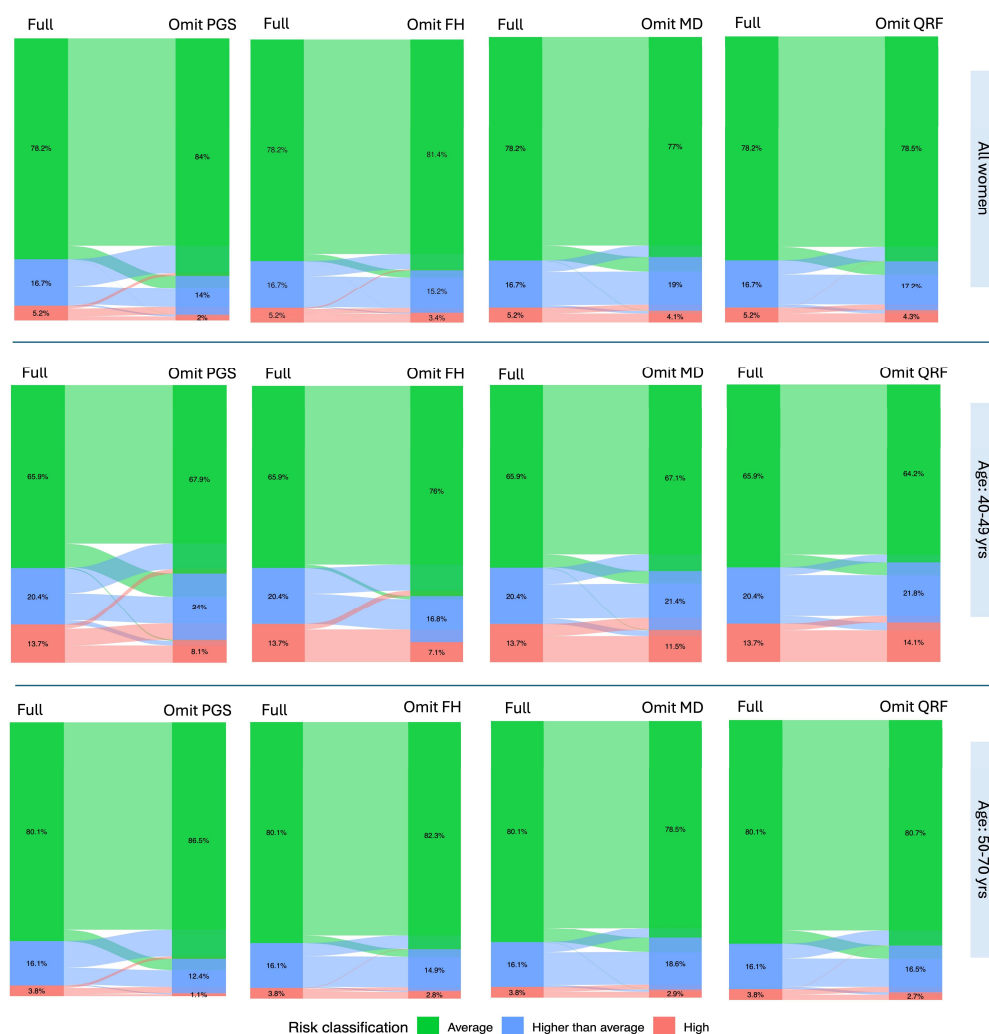 Full Omit PGS Full Omit FH Full Omit MD Full Omit QRF
78.2% 84% 78.2% 81.4% 78.2% 77% 78.2% 78.5%
16.7% 14% 16.7% 15.2% 16.7% 19% 16.7% 17.2%
5.2% 2% 5.2% 3.4% 5.2% 4.1% 5.2% 4.3%
All women
Full Omit PGS Full Omit FH Full Omit MD Full Omit QRF
65.9% 67.9% 65.9% 76% 65.9% 67.1% 65.9% 64.2%
20.4% 24% 20.4% 16.8% 20.4% 21.4% 20.4% 21.8%
13.7% 8.1% 13.7% 7.1% 13.7% 11.5% 13.7% 14.1%
Age: 40-49 yrs
Full Omit PGS Full Omit FH Full Omit MD Full Omit QRF
80.1% 86.5% 80.1% 82.3% 80.1% 78.5% 80.1% 80.7%
16.1% 12.4% 16.1% 14.9% 16.1% 18.6% 16.1% 16.5%
3.8% 1.1% 3.8% 2.8% 3.8% 2.9% 3.8% 2.7%
Age: 50-70 yrs
Risk classification Average Higher than average High